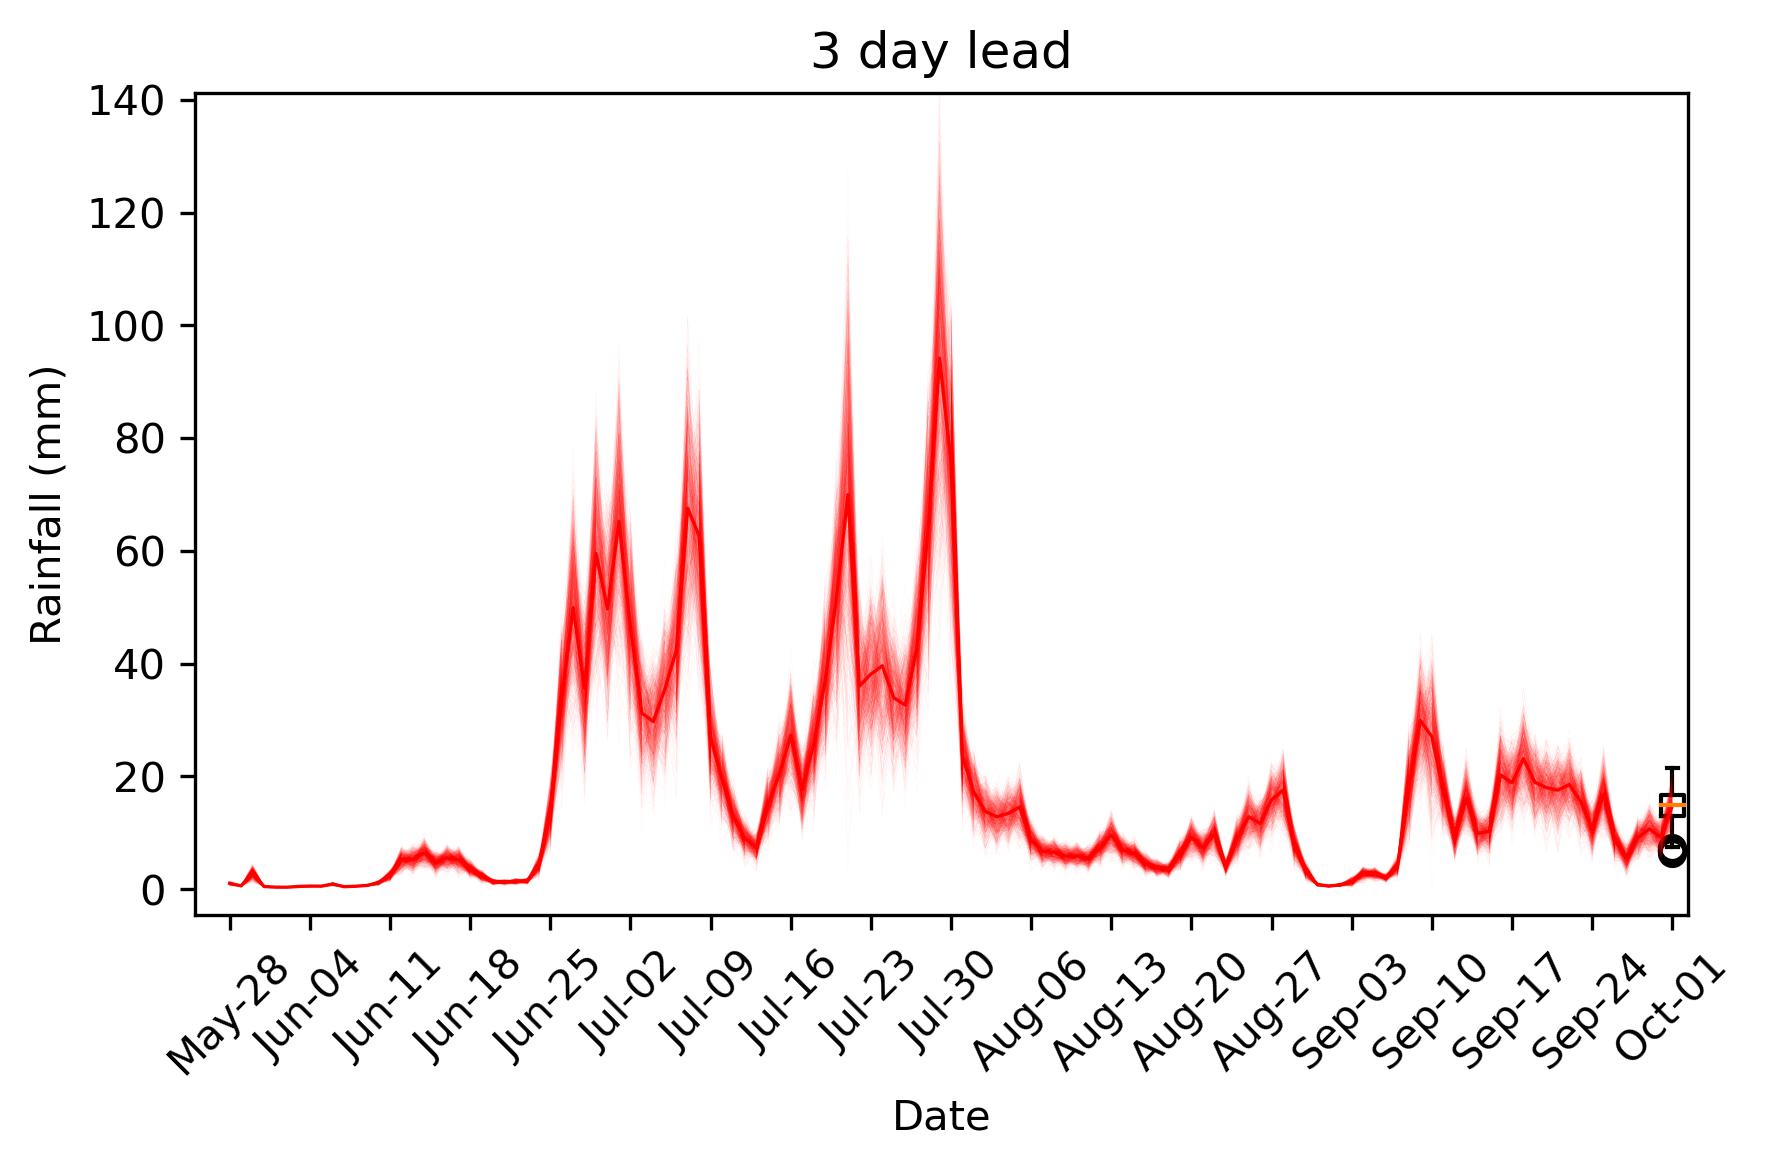 3 day lead
140
120
100
80
60
40
20
0
Rainfall (mm)
May-28
Jun-04
Jun-11
Jun-18
Jun-25
Jul-02
Jul-09
Jul-16
Jul-23
Jul-30
Aug-06
Aug-13
Aug-20
Aug-27
Sep-03
Sep-10
Sep-17
Sep-24
Oct-01
Date